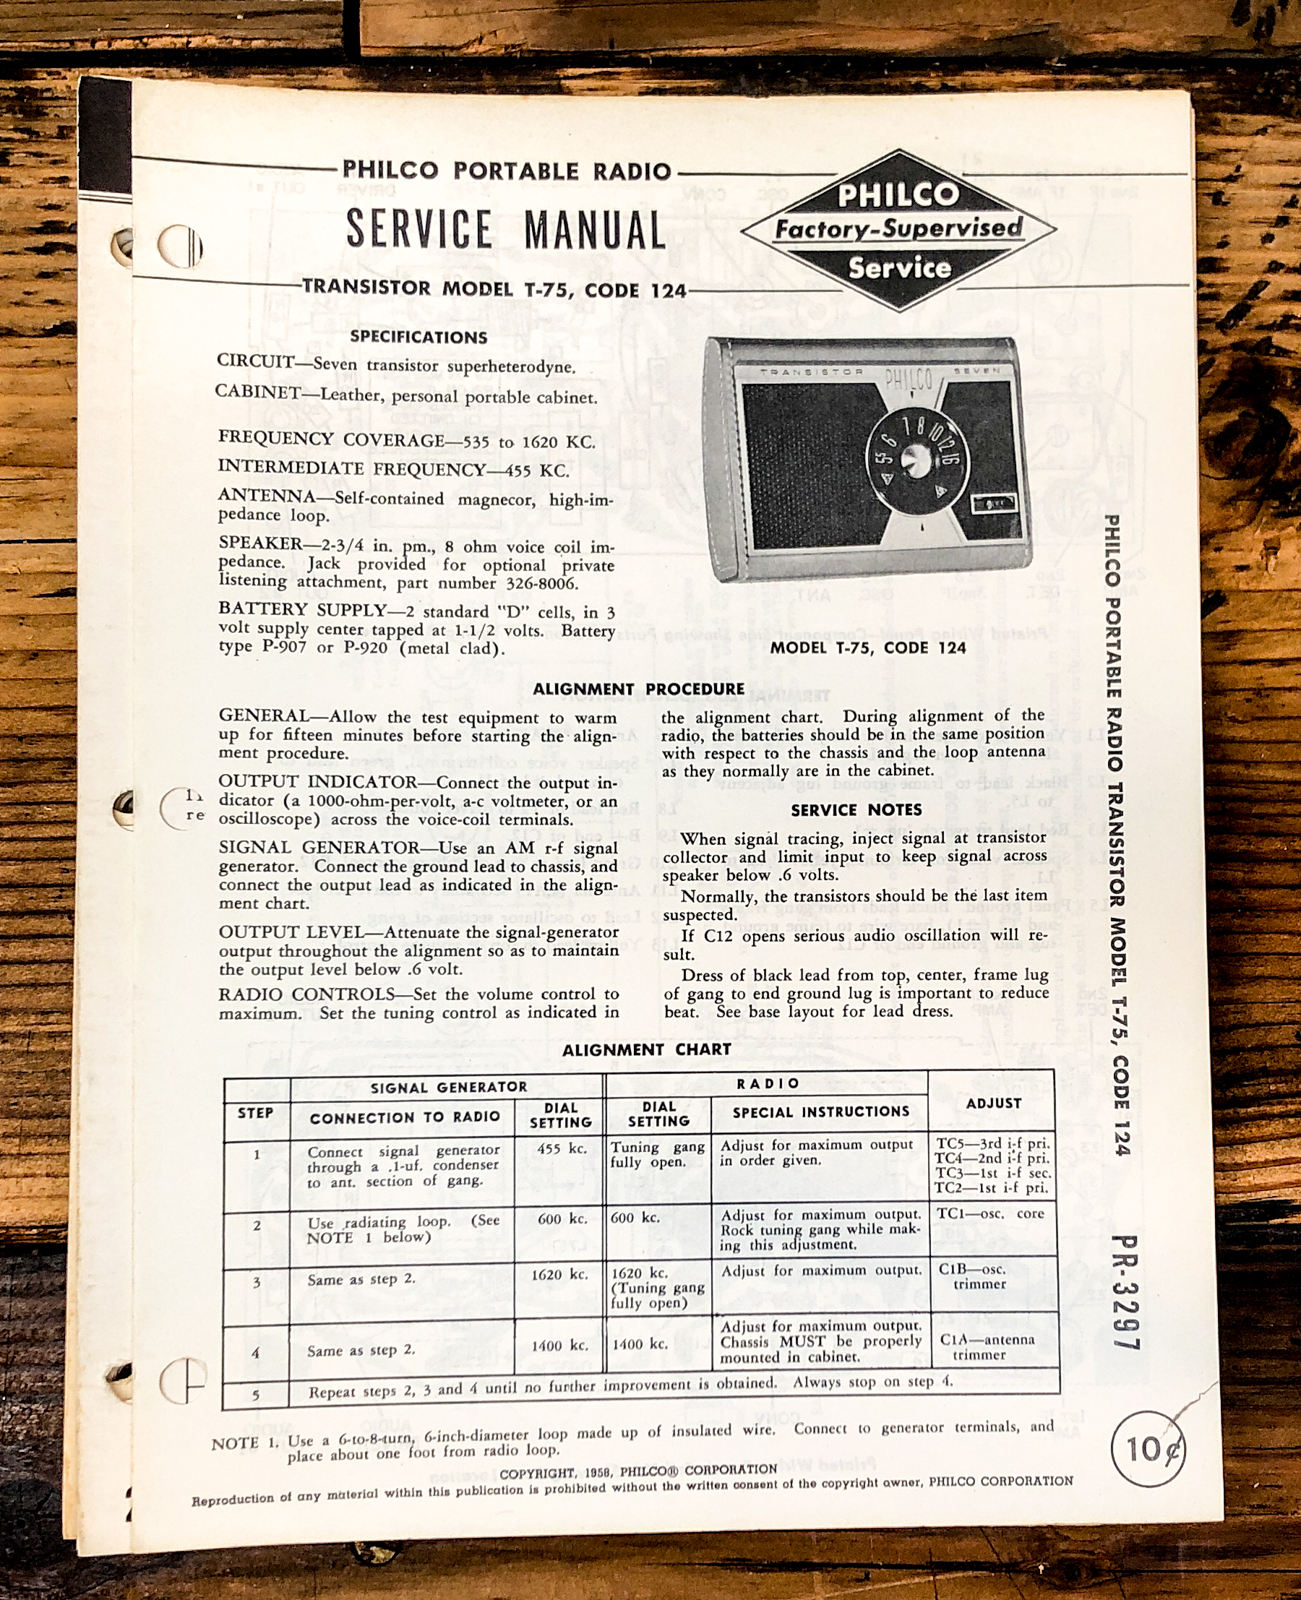 PHILCO PORTABLE RADIO
SERVICE MANUAL
TRANSISTOR MODEL T-75, CODE 124
PHILCO
Factory-Supervised
Service
SPECIFICATIONS
CIRCUIT—Seven transistor superheterodyne.
CABINET—Leather, personal portable cabinet.
FREQUENCY COVERAGE—535 to 1620 KC.
INTERMEDIATE FREQUENCY—455 KC.
ANTENNA—Self-contained magnecor, high-im-
pedance loop.
SPEAKER—2-3/4 in. pm., 8 ohm voice coil im-
pedance. Jack provided for optional private
listening attachment, part number 326-8006.
BATTERY SUPPLY—2 standard "D" cells, in 3
volt supply center tapped at 1-1/2 volts. Battery
type P-907 or P-920 (metal clad).
TRANSISTOR PHILCO SEVEN
55 6 7 8 10 12 16
MODEL T-75, CODE 124
ALIGNMENT PROCEDURE
GENERAL—Allow the test equipment to warm
up for fifteen minutes before starting the align-
ment procedure.
OUTPUT INDICATOR—Connect the output in-
dicator (a 1000-ohm-per-volt, a-c voltmeter, or an
oscilloscope) across the voice-coil terminals.
SIGNAL GENERATOR—Use an AM r-f signal
generator. Connect the ground lead to chassis, and
connect the output lead as indicated in the align-
ment chart.
OUTPUT LEVEL—Attenuate the signal-generator
output throughout the alignment so as to maintain
the output level below .6 volt.
RADIO CONTROLS—Set the volume control to
maximum. Set the tuning control as indicated in
the alignment chart. During alignment of the
radio, the batteries should be in the same position
with respect to the chassis and the loop antenna
as they normally are in the cabinet.
SERVICE NOTES
When signal tracing, inject signal at transistor
collector and limit input to keep signal across
speaker below .6 volts.
Normally, the transistors should be the last item
suspected.
If C12 opens serious audio oscillation will re-
sult.
Dress of black lead from top, center, frame lug
of gang to end ground lug is important to reduce
beat. See base layout for lead dress.
re
ALIGNMENT CHART
STEP
SIGNAL GENERATOR
RADIO
ADJUST
CONNECTION TO RADIO
DIAL
SETTING
DIAL
SETTING
SPECIAL INSTRUCTIONS
1
Connect signal generator
through a .1-uf. condenser
to ant. section of gang.
455 kc.
Tuning gang
fully open.
Adjust for maximum output
in order given.
TC5—3rd i-f pri.
TC4—2nd i-f pri.
TC3—1st i-f sec.
TC2—1st i-f pri.
2
Use radiating loop. (See
NOTE 1 below)
600 kc.
600 kc.
Adjust for maximum output.
Rock tuning gang while mak-
ing this adjustment.
TC1—osc. core
3
Same as step 2.
1620 kc.
1620 kc.
(Tuning gang
fully open)
Adjust for maximum output.
C1B—osc.
trimmer
4
Same as step 2.
1400 kc.
1400 kc.
Adjust for maximum output.
Chassis MUST be properly
mounted in cabinet.
C1A—antenna
trimmer
5
Repeat steps 2, 3 and 4 until no further improvement is obtained. Always stop on step 4.
NOTE 1. Use a 6-to-8-turn, 6-inch-diameter loop made up of insulated wire. Connect to generator terminals, and
place about one foot from radio loop.
COPYRIGHT, 1958, PHILCO® CORPORATION
Reproduction of any material within this publication is prohibited without the written consent of the copyright owner, PHILCO CORPORATION
PHILCO PORTABLE RADIO TRANSISTOR MODEL T-75, CODE 124
PR-3297
10¢